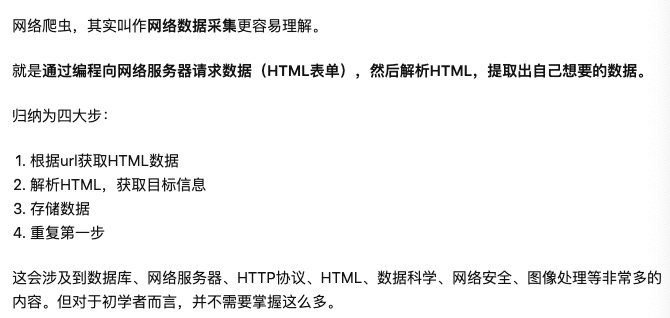 网络爬虫，其实叫作网络数据采集更容易理解。
就是通过编程向网络服务器请求数据（HTML表单），然后解析HTML，提取出自己想要的数据。
归纳为四大步：
1. 根据url获取HTML数据
2. 解析HTML，获取目标信息
3. 存储数据
4. 重复第一步
这会涉及到数据库、网络服务器、HTTP协议、HTML、数据科学、网络安全、图像处理等非常多的
内容。但对于初学者而言，并不需要掌握这么多。